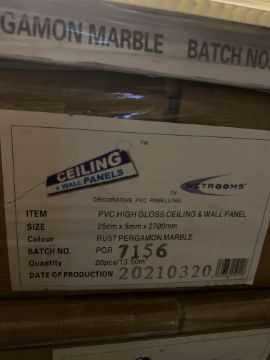 GAMON MARBLE BATCH NO.
CEILING
& WALL PANELS
TM
WETROOMS
TM
DECORATIVE PVC PANELLING
ITEM PVC HIGH GLOSS CEILING & WALL PANEL
SIZE 25cm x 5mm x 2700mm
Colour RU57 PERGAMON MARBLE
BATCH NO. POR 7156
Quantity 20pcs/13.50m
DATE OF PRODUCTION 20210320